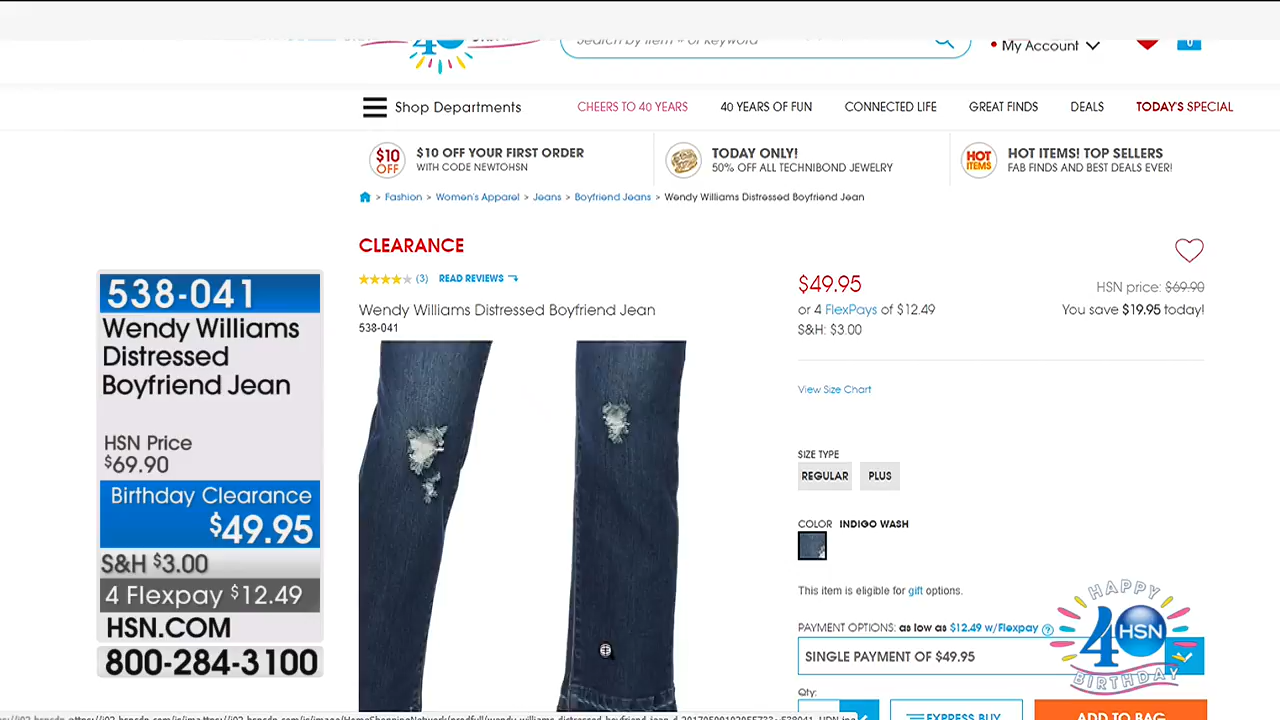 Search by item # or keyword
My Account
0
Shop Departments
CHEERS TO 40 YEARS
40 YEARS OF FUN
CONNECTED LIFE
GREAT FINDS
DEALS
TODAY'S SPECIAL
$10 OFF
$10 OFF YOUR FIRST ORDER
WITH CODE NEWTOHSN
TODAY ONLY!
50% OFF ALL TECHNIBOND JEWELRY
HOT ITEMS
HOT ITEMS! TOP SELLERS
FAB FINDS AND BEST DEALS EVER!
> Fashion > Women's Apparel > Jeans > Boyfriend Jeans > Wendy Williams Distressed Boyfriend Jean
CLEARANCE
(3) READ REVIEWS
Wendy Williams Distressed Boyfriend Jean
538-041
$49.95
HSN price: $69.90
or 4 FlexPays of $12.49
You save $19.95 today!
S&H: $3.00
View Size Chart
SIZE TYPE
REGULAR
PLUS
COLOR INDIGO WASH
This item is eligible for gift options.
PAYMENT OPTIONS: as low as $12.49 w/Flexpay ?
SINGLE PAYMENT OF $49.95
Qty:
EXPRESS BUY
ADD TO BAG
538-041
Wendy Williams
Distressed
Boyfriend Jean
HSN Price
$69.90
Birthday Clearance
$49.95
S&H $3.00
4 Flexpay $12.49
HSN.COM
800-284-3100
HAPPY
40 HSN
BIRTHDAY